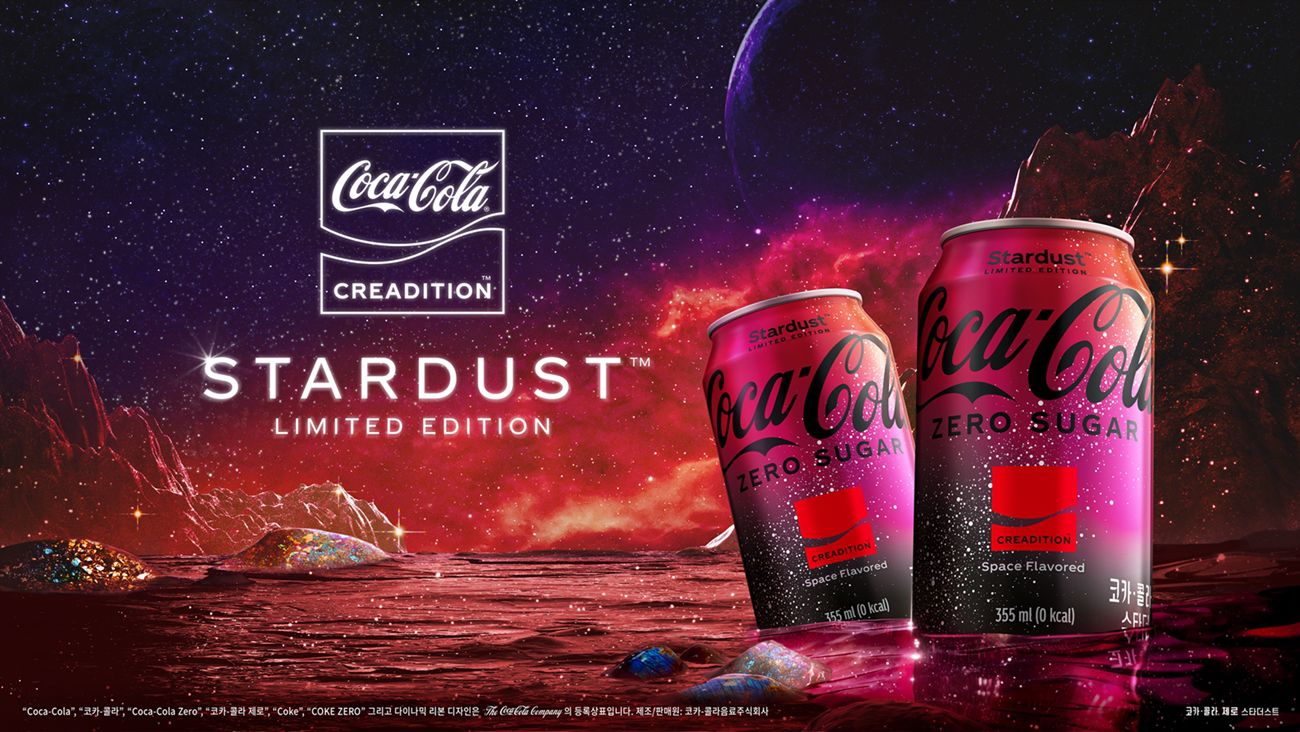 Coca-Cola®
CREADITION™
STARDUST™
LIMITED EDITION
Stardust™
LIMITED EDITION
Coca-Cola
ZERO SUGAR
CREADITION
Space Flavored
355 ml (0 kcal)
Stardust™
LIMITED EDITION
Coca-Cola
ZERO SUGAR
CREADITION
Space Flavored
355 ml (0 kcal)
코카·콜라
스타더
"Coca-Cola", "코카·콜라", "Coca-Cola Zero", "코카·콜라 제로", "Coke", "COKE ZERO" 그리고 다이나믹 리본 디자인은 The Coca-Cola Company 의 등록상표입니다. 제조/판매원: 코카·콜라음료주식회사
코카·콜라 제로 스타더스트